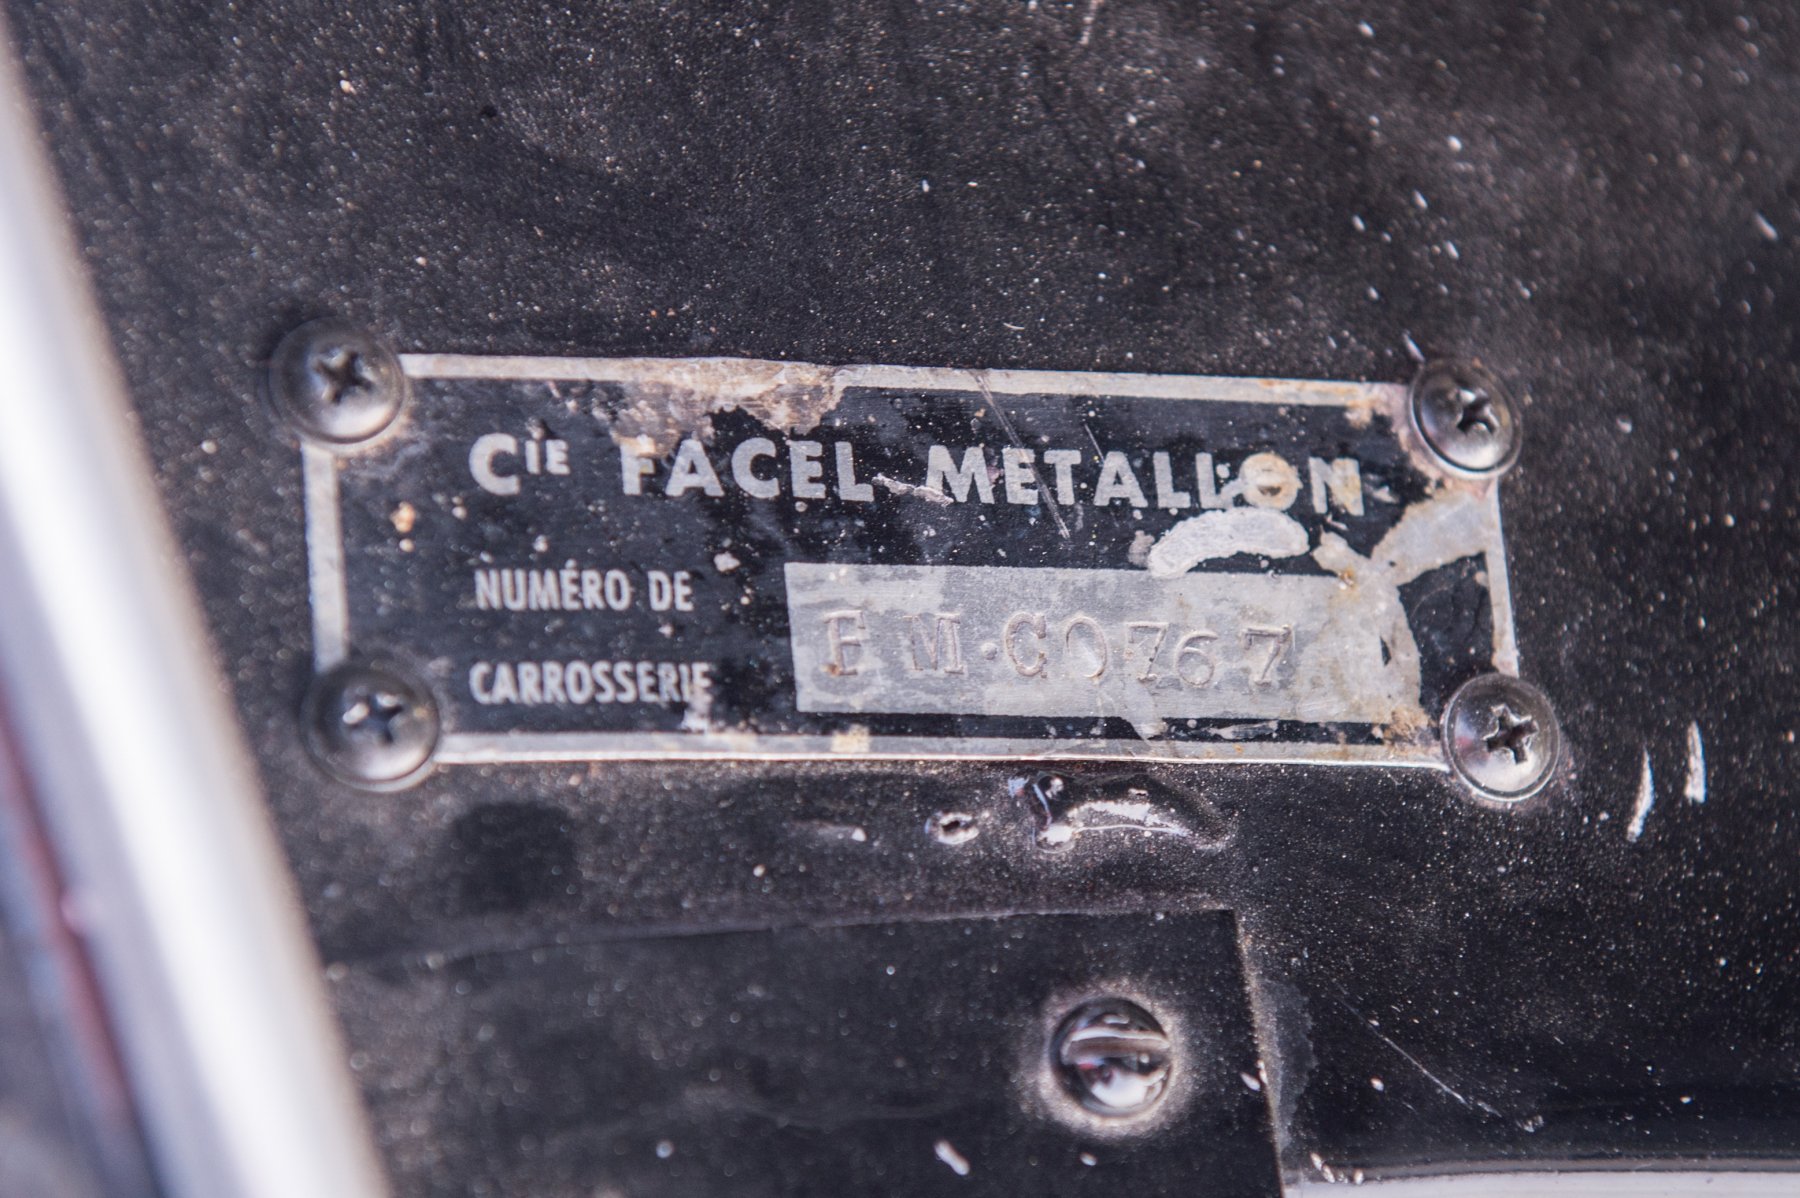 CIE FACEL METALLON
NUMÉRO DE
CARROSSERIE
FM·C0767